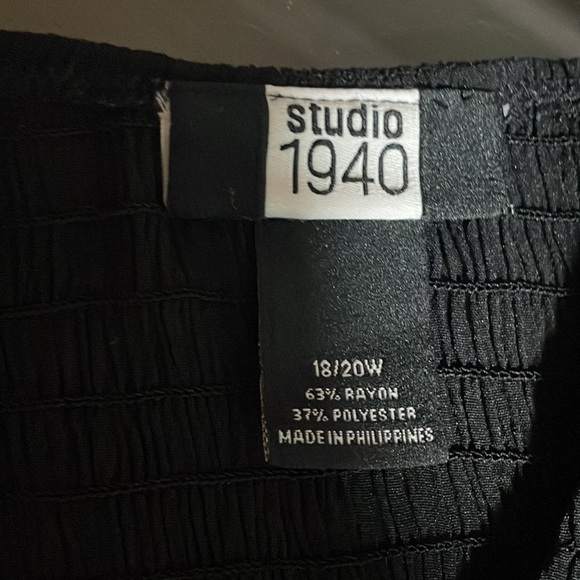 studio
1940
18/20W
63% RAYON
37% POLYESTER
MADE IN PHILIPPINES